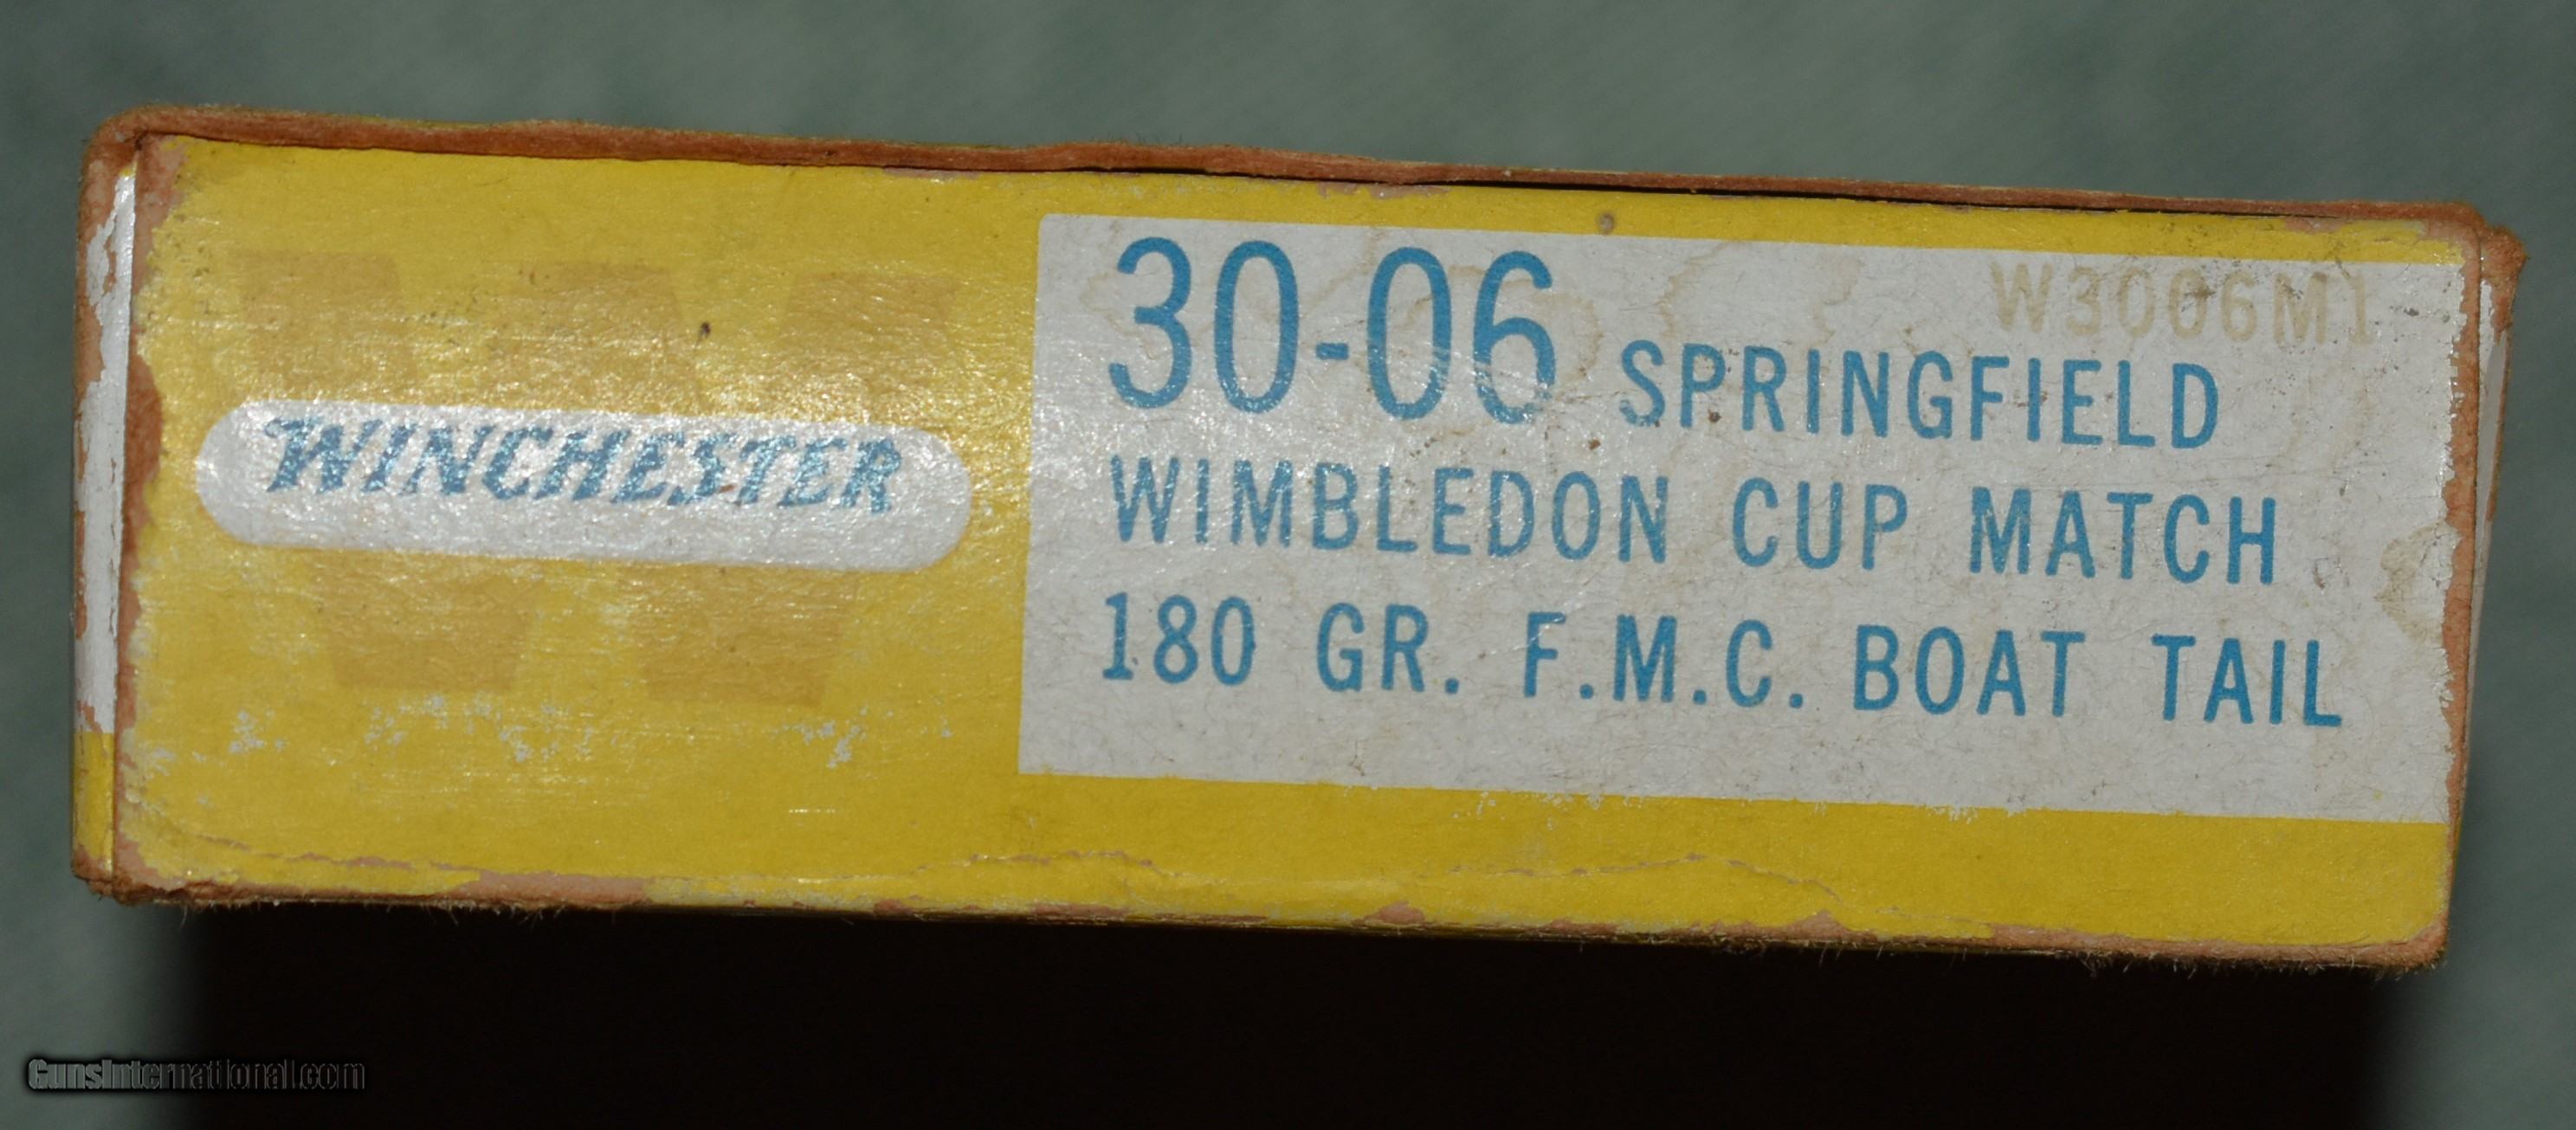 WINCHESTER
W3006M1
30-06 SPRINGFIELD
WIMBLEDON CUP MATCH
180 GR. F.M.C. BOAT TAIL
GunsInternational.com